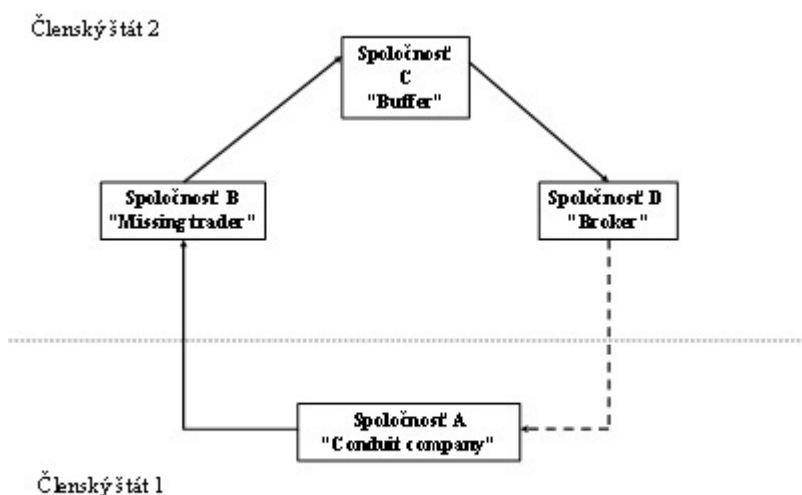 Členský štát 2
Spoločnosť
C
"Buffer"
Spoločnosť B
"Missing trader"
Spoločnosť D
"Broker"
Spoločnosť A
"Conduit company"
Členský štát 1